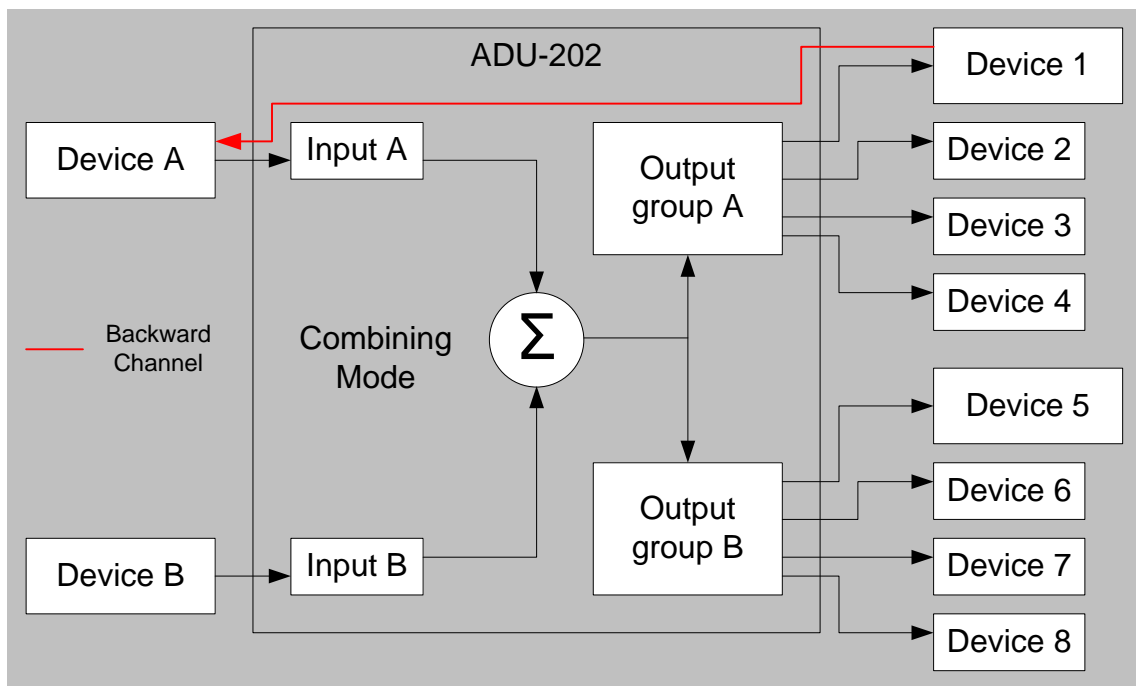 ADU-202
Device 1
Device A
Input A
Output
group A
Device 2
Device 3
Device 4
Backward
Channel
Combining
Mode
Σ
Device 5
Device B
Input B
Output
group B
Device 6
Device 7
Device 8